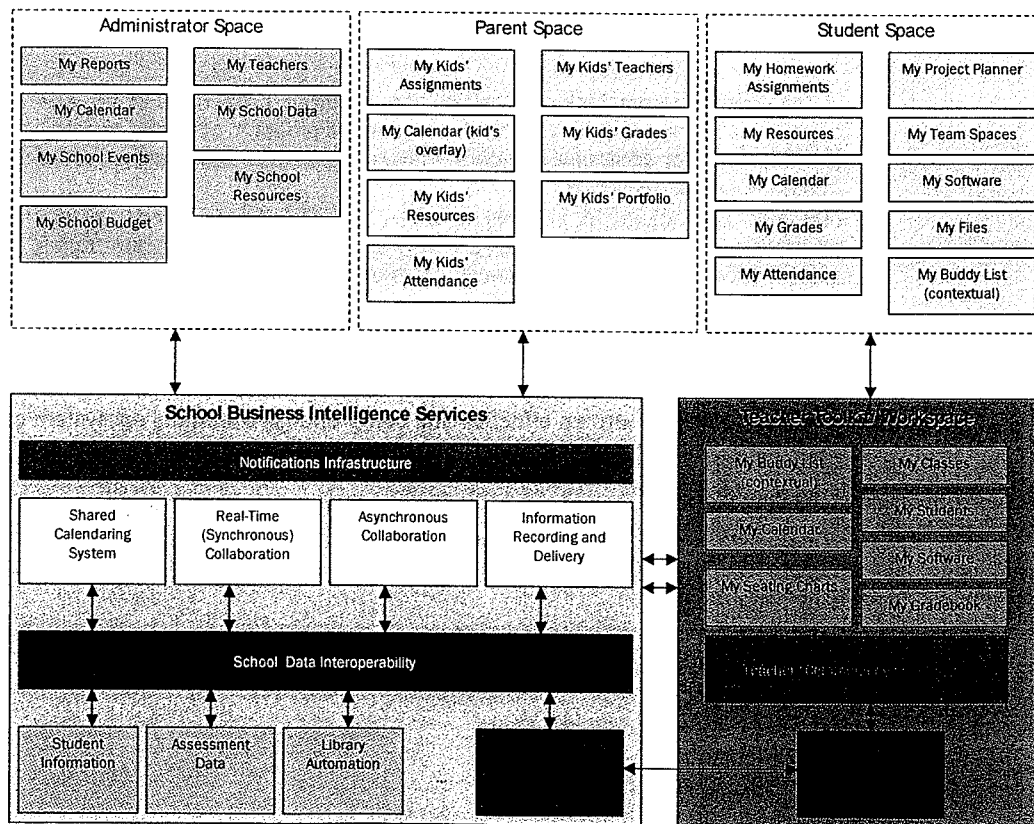 Administrator Space
My Reports
My Calendar
My School Events
My School Budget
My Teachers
My School Data
My School
Resources
Parent Space
My Kids'
Assignments
My Calendar (kid's
overlay)
My Kids'
Resources
My Kids'
Attendance
My Kids' Teachers
My Kids' Grades
My Kids' Portfolio
Student Space
My Homework
Assignments
My Resources
My Calendar
My Grades
My Attendance
My Project Planner
My Team Spaces
My Software
My Files
My Buddy List
(contextual)
School Business Intelligence Services
Notifications Infrastructure
Shared
Calendaring
System
Real-Time
(Synchronous)
Collaboration
Asynchronous
Collaboration
Information
Recording and
Delivery
School Data Interoperability
Student
Information
Assessment
Data
Library
Automation
...
Teacher Toolkit/Workspace
My Buddy List
(contextual)
My Calendar
My Seating Charts
My Classes
My Students
My Software
My Gradebook
Teacher